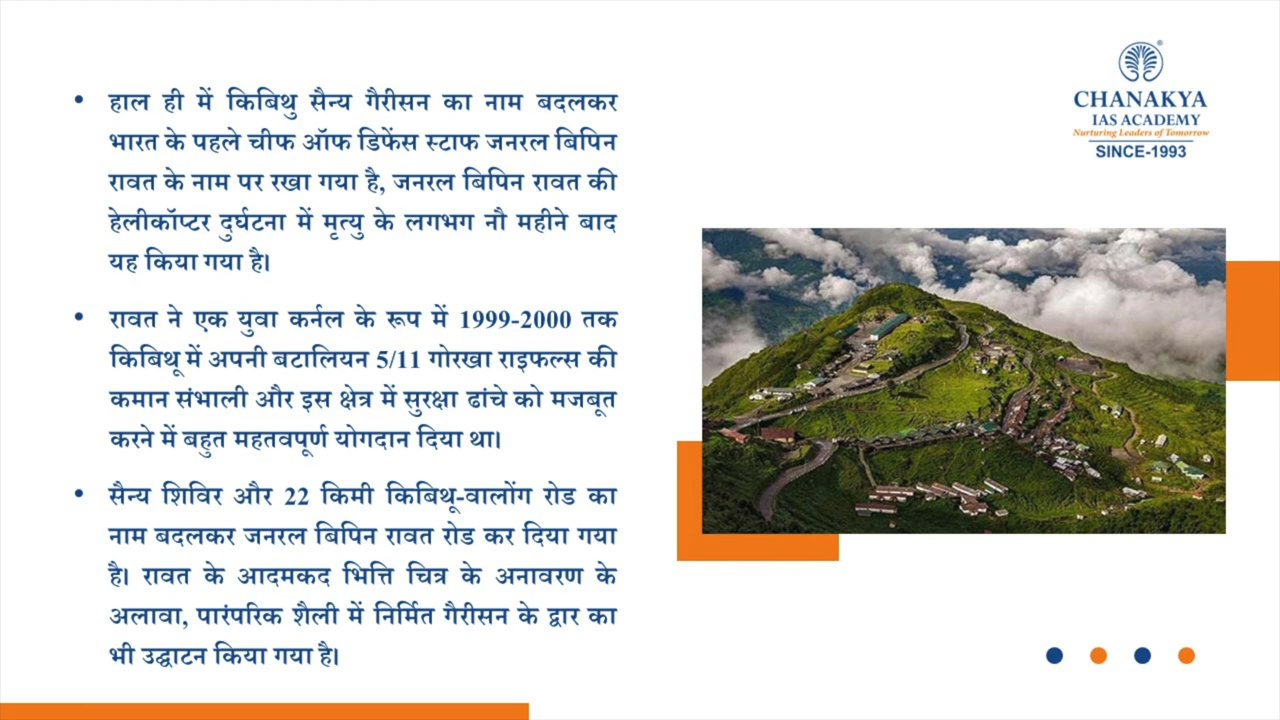 • हाल ही में किबिथु सैन्य गैरीसन का नाम बदलकर
भारत के पहले चीफ ऑफ डिफेंस स्टाफ जनरल बिपिन
रावत के नाम पर रखा गया है, जनरल बिपिन रावत की
हेलीकॉप्टर दुर्घटना में मृत्यु के लगभग नौ महीने बाद
यह किया गया है।
• रावत ने एक युवा कर्नल के रूप में 1999-2000 तक
किबिथू में अपनी बटालियन 5/11 गोरखा राइफल्स की
कमान संभाली और इस क्षेत्र में सुरक्षा ढांचे को मजबूत
करने में बहुत महतवपूर्ण योगदान दिया था।
• सैन्य शिविर और 22 किमी किबिथू-वालोंग रोड का
नाम बदलकर जनरल बिपिन रावत रोड कर दिया गया
है। रावत के आदमकद भित्ति चित्र के अनावरण के
अलावा, पारंपरिक शैली में निर्मित गैरीसन के द्वार का
भी उद्घाटन किया गया है।
®
CHANAKYA
IAS ACADEMY
Nurturing Leaders of Tomorrow
SINCE-1993